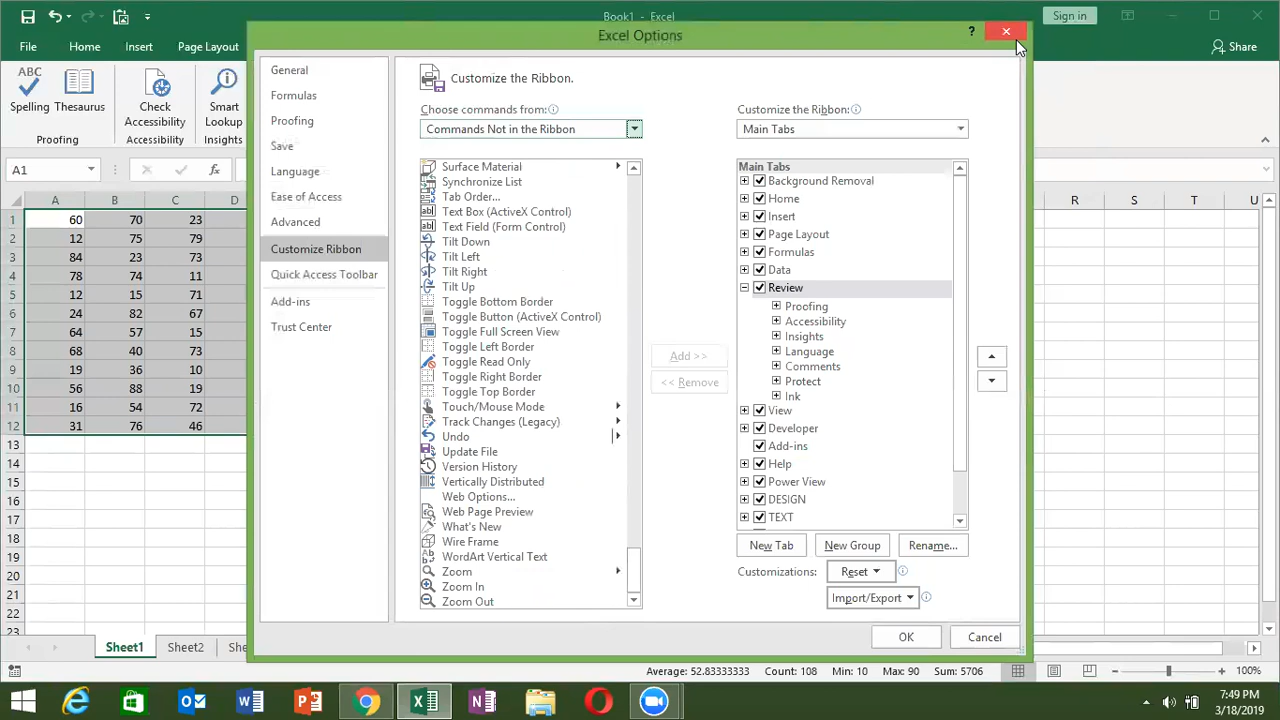 Book1 - Excel
Sign in
File
Home
Insert
Page Layout
Share
ABC
Spelling
Thesaurus
Check
Accessibility
Smart
Lookup
Proofing
Accessibility
Insights
A1
fx
A B C D R S T U
1 60 70 23
2 12 75 79
3 84 23 73
4 78 74 11
5 12 15 71
6 24 82 67
7 64 57 15
8 68 40 73
9 19 36 10
10 56 88 19
11 16 54 72
12 31 76 46
13
14
15
16
17
18
19
20
21
22
23
Excel Options
?
General
Formulas
Proofing
Save
Language
Ease of Access
Advanced
Customize Ribbon
Quick Access Toolbar
Add-ins
Trust Center
Customize the Ribbon.
Choose commands from:
Commands Not in the Ribbon
Surface Material
Synchronize List
Tab Order...
Text Box (ActiveX Control)
Text Field (Form Control)
Tilt Down
Tilt Left
Tilt Right
Tilt Up
Toggle Bottom Border
Toggle Button (ActiveX Control)
Toggle Full Screen View
Toggle Left Border
Toggle Read Only
Toggle Right Border
Toggle Top Border
Touch/Mouse Mode
Track Changes (Legacy)
Undo
Update File
Version History
Vertically Distributed
Web Options...
Web Page Preview
What's New
Wire Frame
WordArt Vertical Text
Zoom
Zoom In
Zoom Out
Add >>
<< Remove
Customize the Ribbon:
Main Tabs
Main Tabs
Background Removal
Home
Insert
Page Layout
Formulas
Data
Review
Proofing
Accessibility
Insights
Language
Comments
Protect
Ink
View
Developer
Add-ins
Help
Power View
DESIGN
TEXT
New Tab
New Group
Rename...
Customizations:
Reset
Import/Export
OK
Cancel
Sheet1
Sheet2
She
Average: 52.83333333
Count: 108
Min: 10
Max: 90
Sum: 5706
100%
7:49 PM
3/18/2019